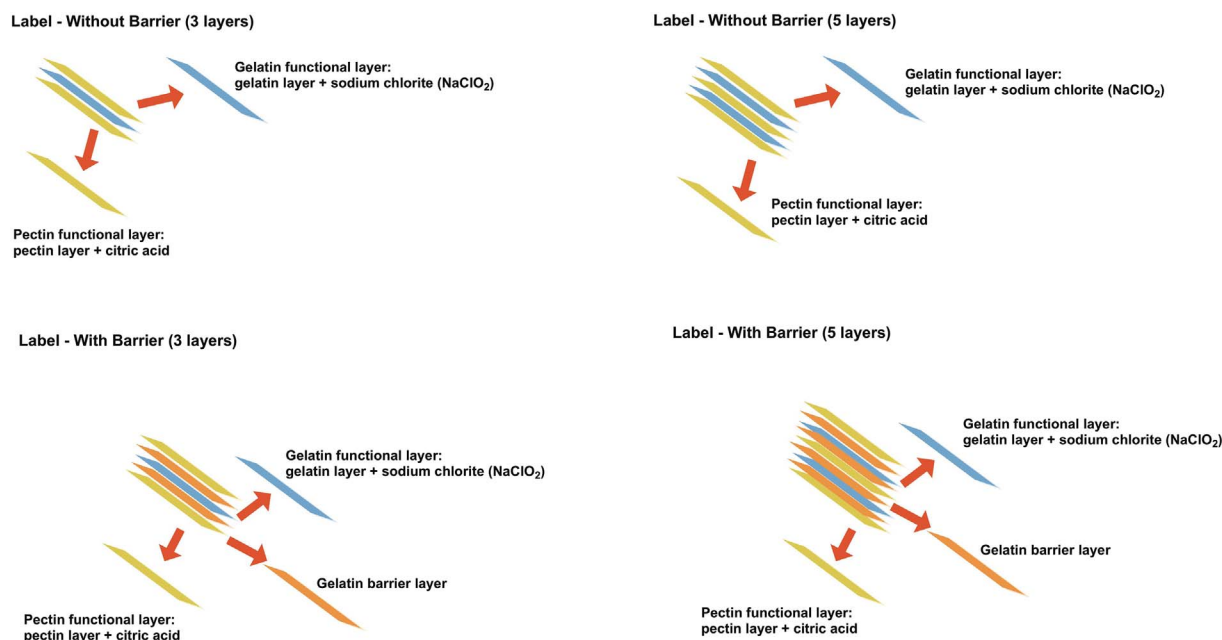 Label - Without Barrier (3 layers)
Gelatin functional layer:
gelatin layer + sodium chlorite (NaClO₂)
Pectin functional layer:
pectin layer + citric acid
Label - Without Barrier (5 layers)
Gelatin functional layer:
gelatin layer + sodium chlorite (NaClO₂)
Pectin functional layer:
pectin layer + citric acid
Label - With Barrier (3 layers)
Gelatin functional layer:
gelatin layer + sodium chlorite (NaClO₂)
Gelatin barrier layer
Pectin functional layer:
pectin layer + citric acid
Label - With Barrier (5 layers)
Gelatin functional layer:
gelatin layer + sodium chlorite (NaClO₂)
Gelatin barrier layer
Pectin functional layer:
pectin layer + citric acid